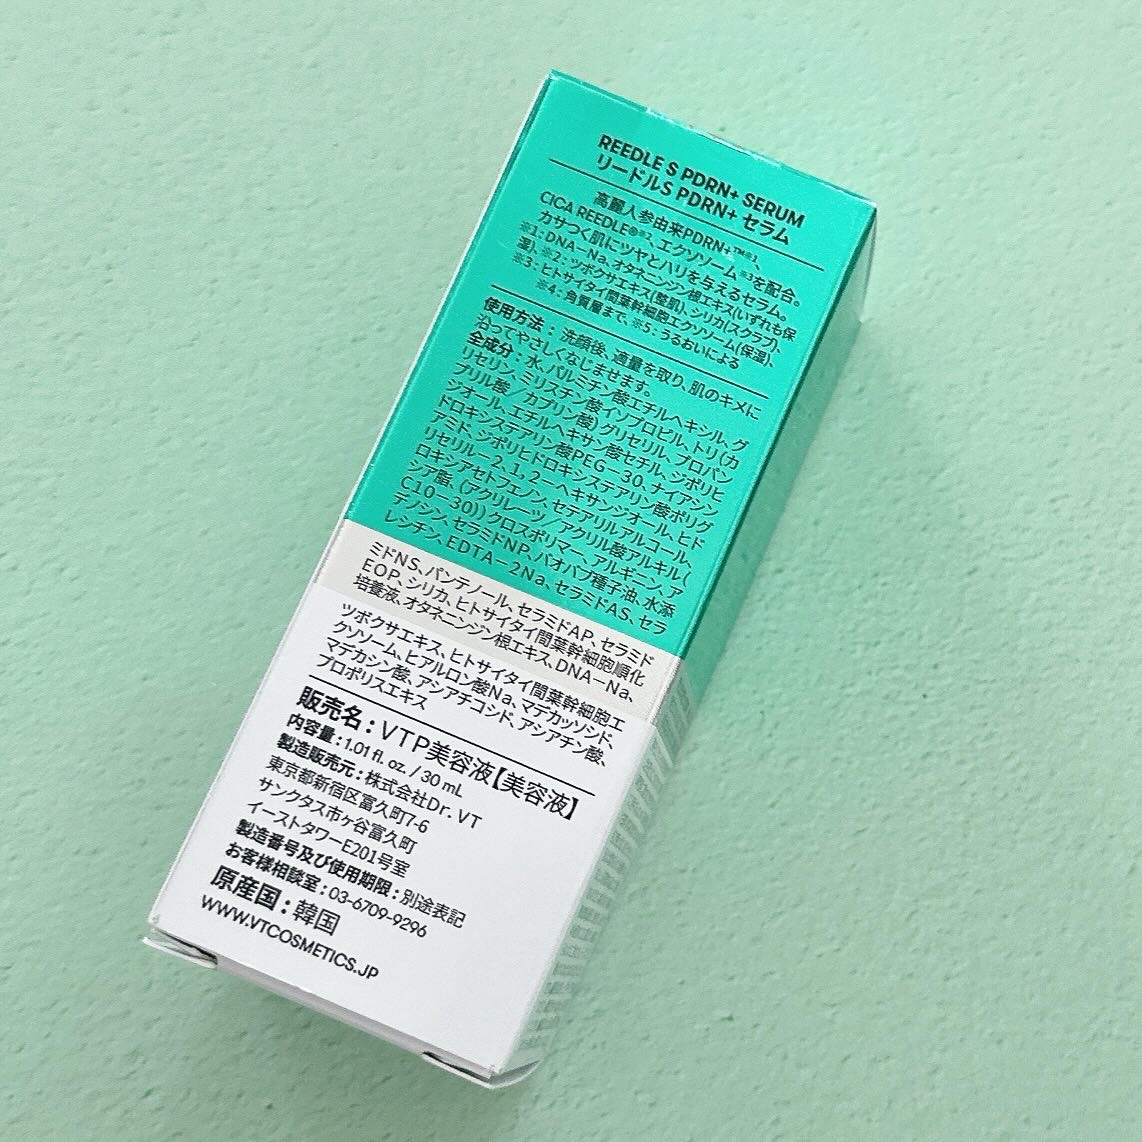 REEDLE S PDRN+ SERUM
リードルS PDRN+ セラム
高麗人参由来PDRN+™※1、
CICA REEDLE®※2、エクソソーム※3を配合。
カサつく肌にツヤとハリを与えるセラム。
※1：DNA-Na、オタネニンジン根エキス(いずれも保
湿)、※2：ツボクサエキス(整肌)、シリカ(スクラブ)、
※3：ヒトサイタイ間葉幹細胞エクソソーム(保湿)、
※4：角質層まで、※5：うるおいによる
使用方法：洗顔後、適量を取り、肌のキメに
沿ってやさしくなじませます。
全成分：水、パルミチン酸エチルヘキシル、グ
リセリン、ミリスチン酸イソプロピル、トリ(カ
プリル酸／カプリン酸)グリセリル、プロパン
ジオール、エチルヘキサン酸セチル、ジポリヒ
ドロキシステアリン酸PEG－30、ナイアシン
アミド、ジポリヒドロキシステアリン酸ポリグ
リセリル－2、1,2－ヘキサンジオール、ヒド
ロキシアセトフェノン、セテアリルアルコール、
シア脂、(アクリレーツ／アクリル酸アルキル(
C10－30))クロスポリマー、アルギニン、ア
デノシン、セラミドNP、バオバブ種子油、水添
レシチン、EDTA－2Na、セラミドAS、セラ
ミドNS、パンテノール、セラミドAP、セラミド
EOP、シリカ、ヒトサイタイ間葉幹細胞順化
培養液、オタネニンジン根エキス、DNA－Na、
ツボクサエキス、ヒトサイタイ間葉幹細胞エ
クソソーム、ヒアルロン酸Na、マデカッソシド、
マデカシン酸、アシアチコシド、アシアチン酸、
プロポリスエキス
販売名：VTP美容液【美容液】
内容量：1.01 fl. oz. / 30 mL
製造販売元：株式会社Dr. VT
東京都新宿区富久町7-6
サンクタス市ヶ谷富久町
イーストタワーE201号室
製造番号及び使用期限：別途表記
お客様相談室：03-6709-9296
原産国：韓国
WWW.VTCOSMETICS.JP